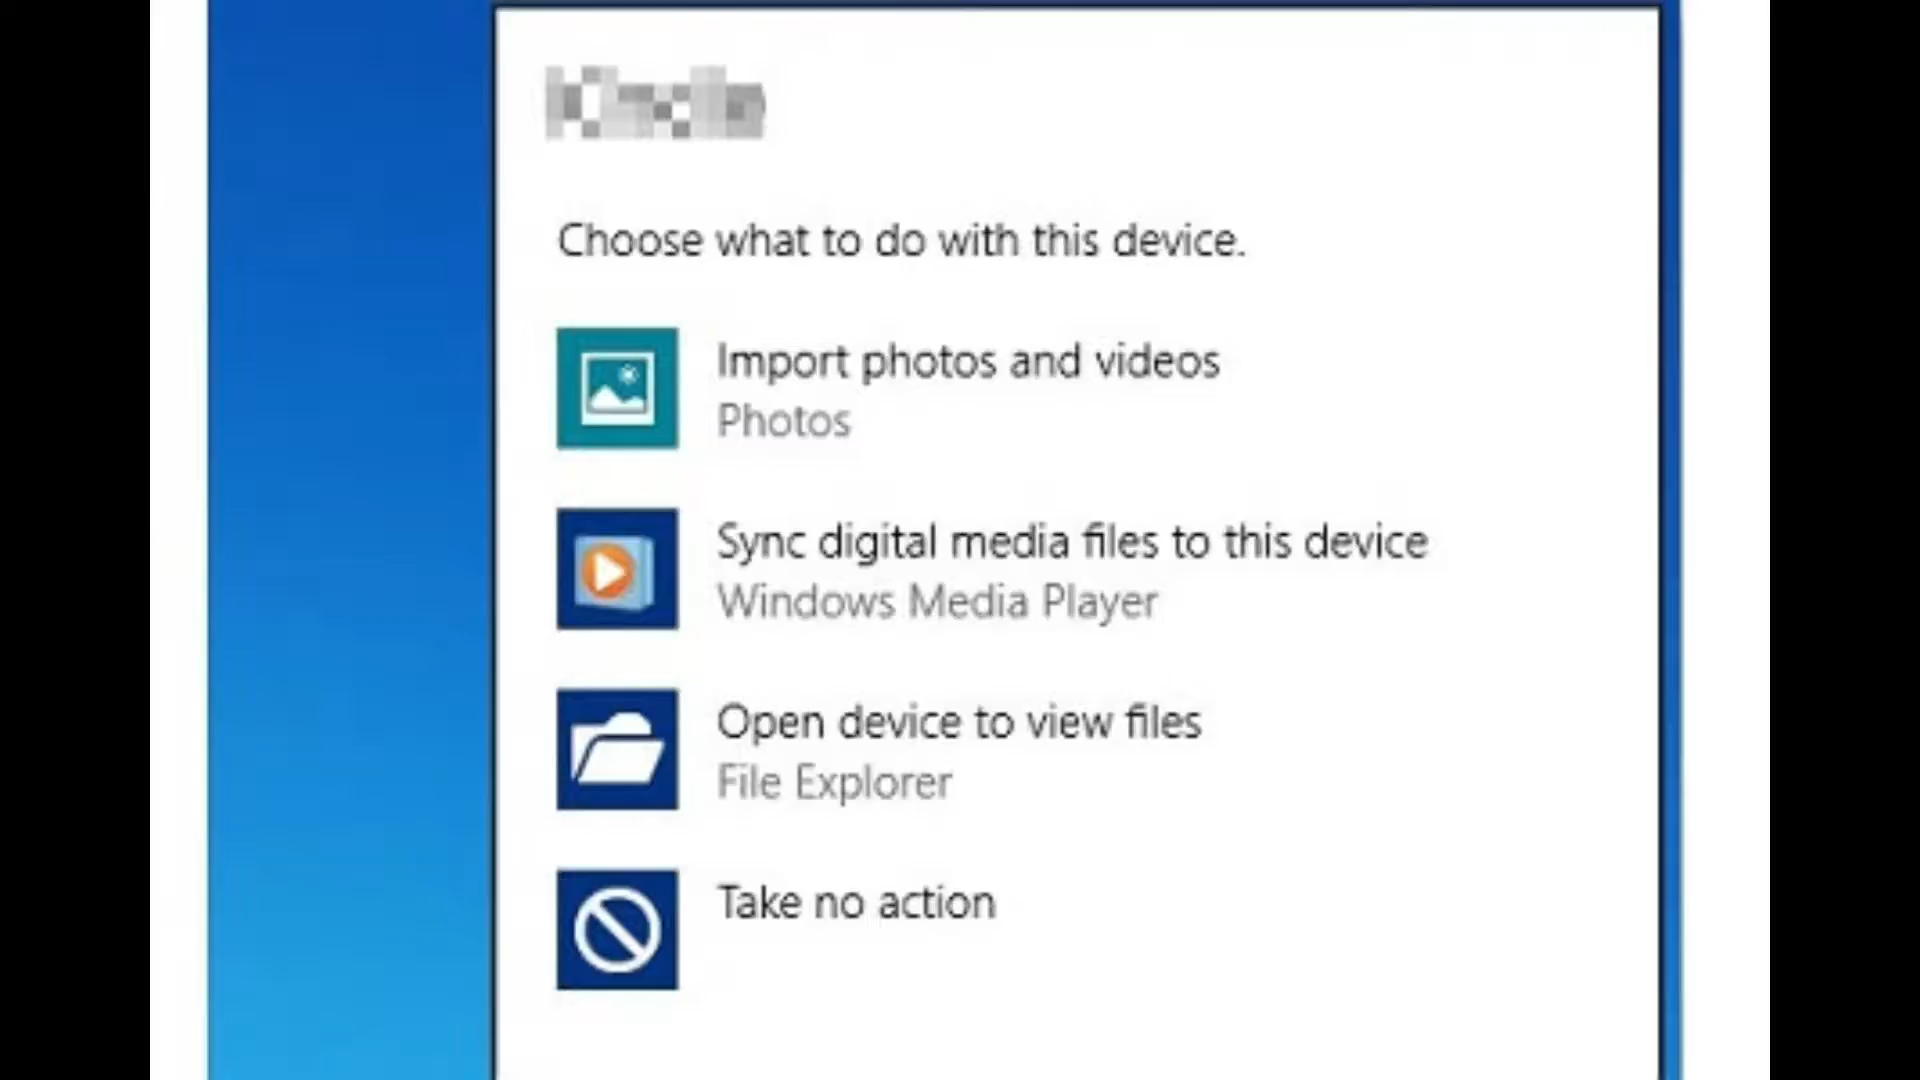 Choose what to do with this device.
Import photos and videos
Photos
Sync digital media files to this device
Windows Media Player
Open device to view files
File Explorer
Take no action